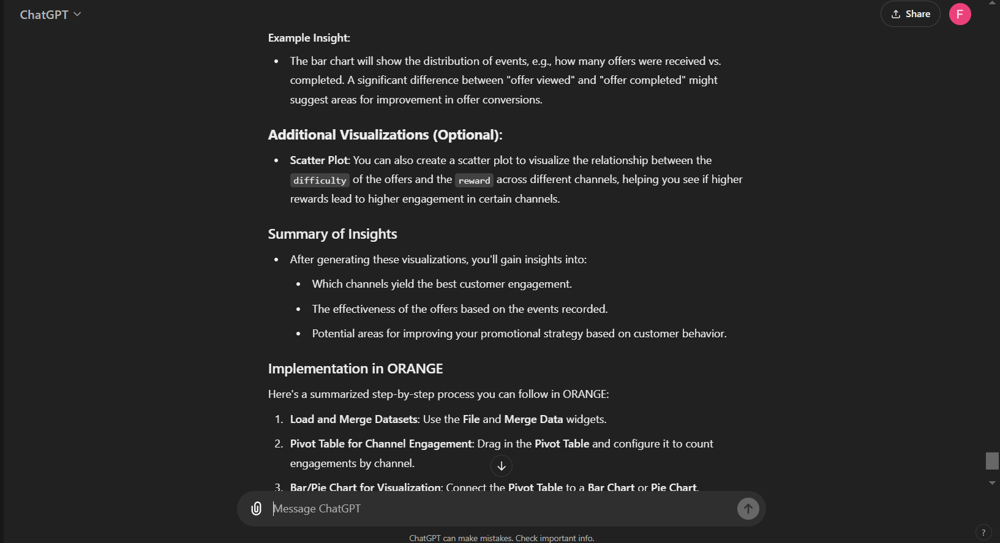 ChatGPT
Share
F
Example Insight:
• The bar chart will show the distribution of events, e.g., how many offers were received vs.
completed. A significant difference between "offer viewed" and "offer completed" might
suggest areas for improvement in offer conversions.
Additional Visualizations (Optional):
• Scatter Plot: You can also create a scatter plot to visualize the relationship between the
difficulty of the offers and the reward across different channels, helping you see if higher
rewards lead to higher engagement in certain channels.
Summary of Insights
• After generating these visualizations, you'll gain insights into:
• Which channels yield the best customer engagement.
• The effectiveness of the offers based on the events recorded.
• Potential areas for improving your promotional strategy based on customer behavior.
Implementation in ORANGE
Here's a summarized step-by-step process you can follow in ORANGE:
1. Load and Merge Datasets: Use the File and Merge Data widgets.
2. Pivot Table for Channel Engagement: Drag in the Pivot Table and configure it to count
engagements by channel.
3. Bar/Pie Chart for Visualization: Connect the Pivot Table to a Bar Chart or Pie Chart.
Message ChatGPT
ChatGPT can make mistakes. Check important info.
?